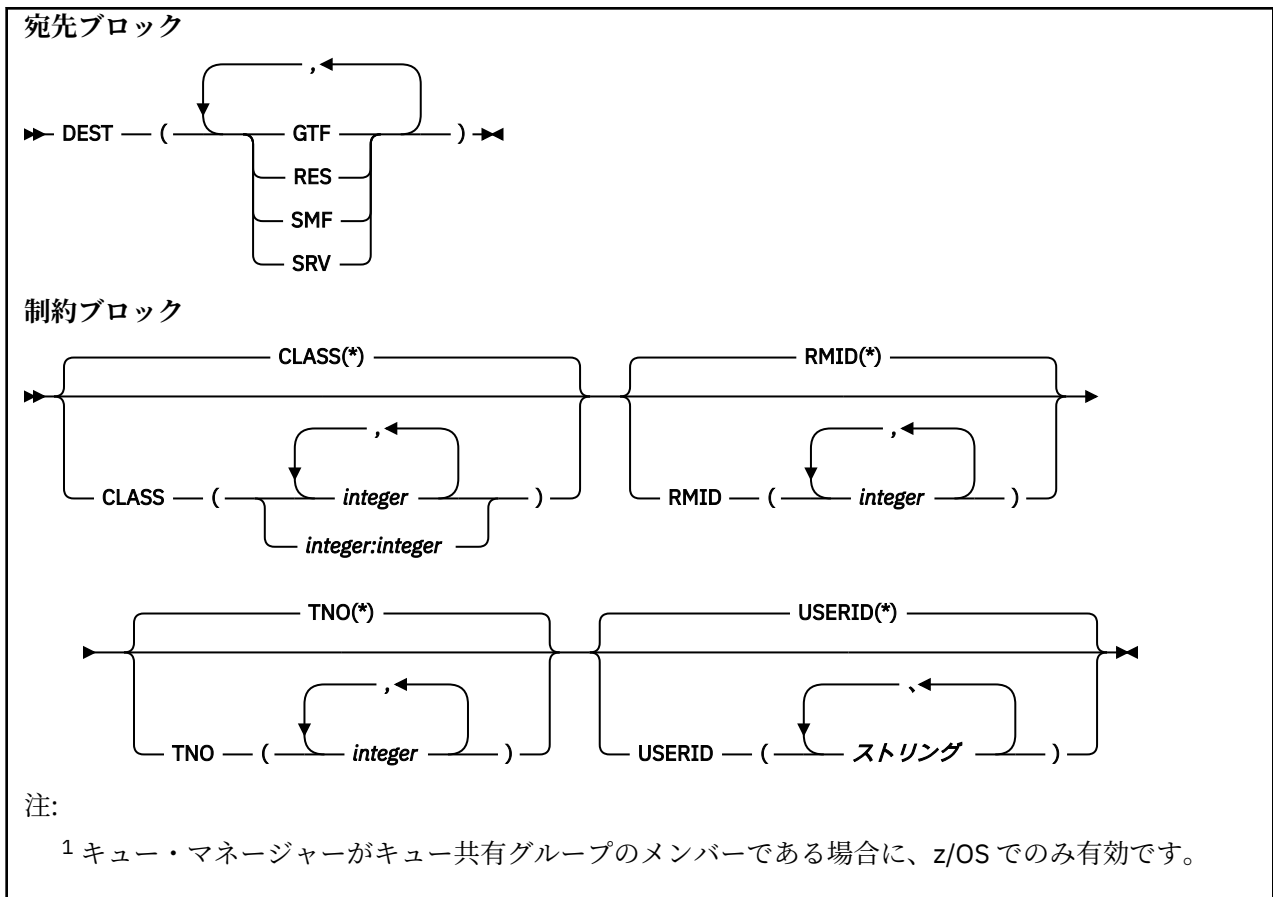 宛先ブロック
,
DEST ( GTF )
RES
SMF
SRV
制約ブロック
CLASS(*) RMID(*)
, ,
CLASS ( integer ) RMID ( integer )
integer:integer
TNO(*) USERID(*)
, 、
TNO ( integer ) USERID ( ストリング )
注:
1 キュー・マネージャーがキュー共有グループのメンバーである場合に、z/OS でのみ有効です。